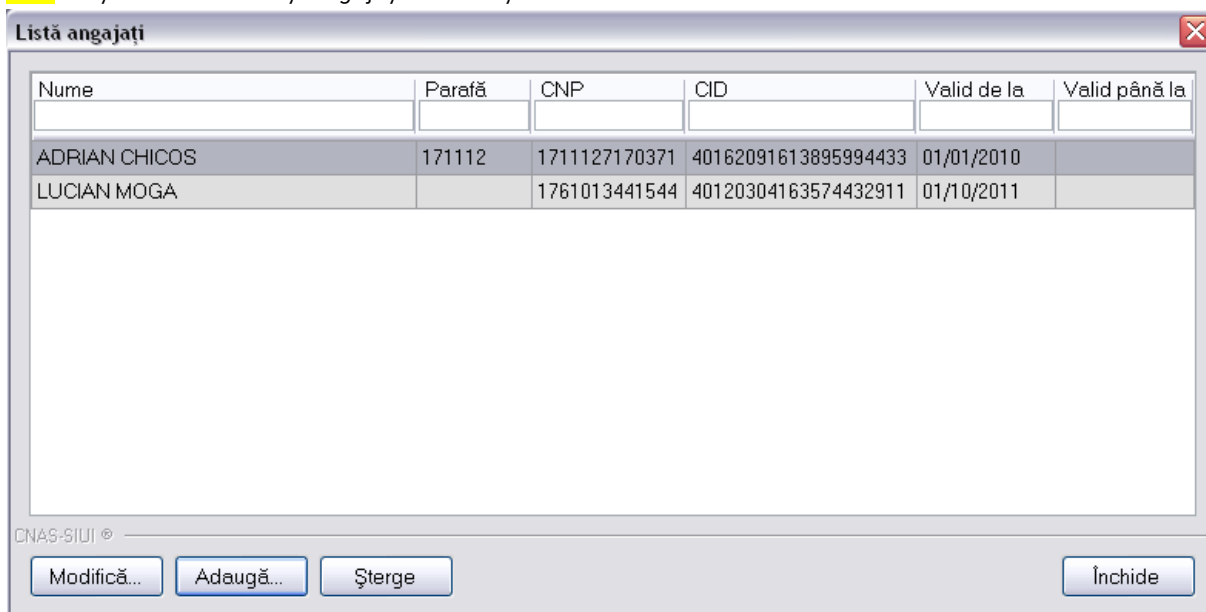 Listă angajați
Nume Parafă CNP CID Valid de la Valid până la
ADRIAN CHICOS 171112 1711127170371 40162091613895994433 01/01/2010
LUCIAN MOGA 1761013441544 40120304163574432911 01/10/2011
CNAS-SIUI ®
Modifică... Adaugă... Şterge Închide